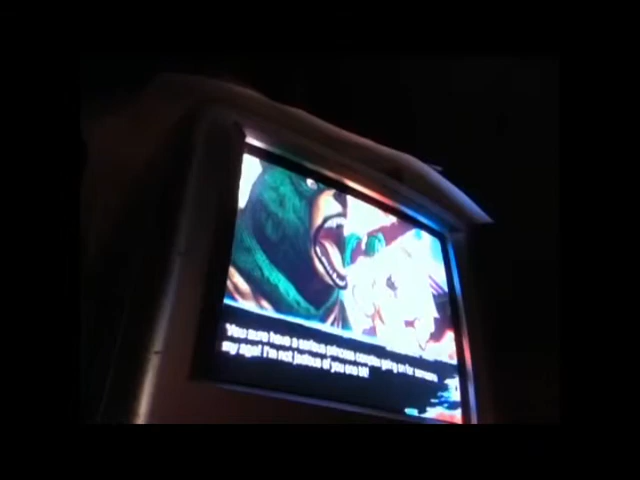 You sure have a serious princess complex going on for someone
my age! I'm not jealous of you one bit!